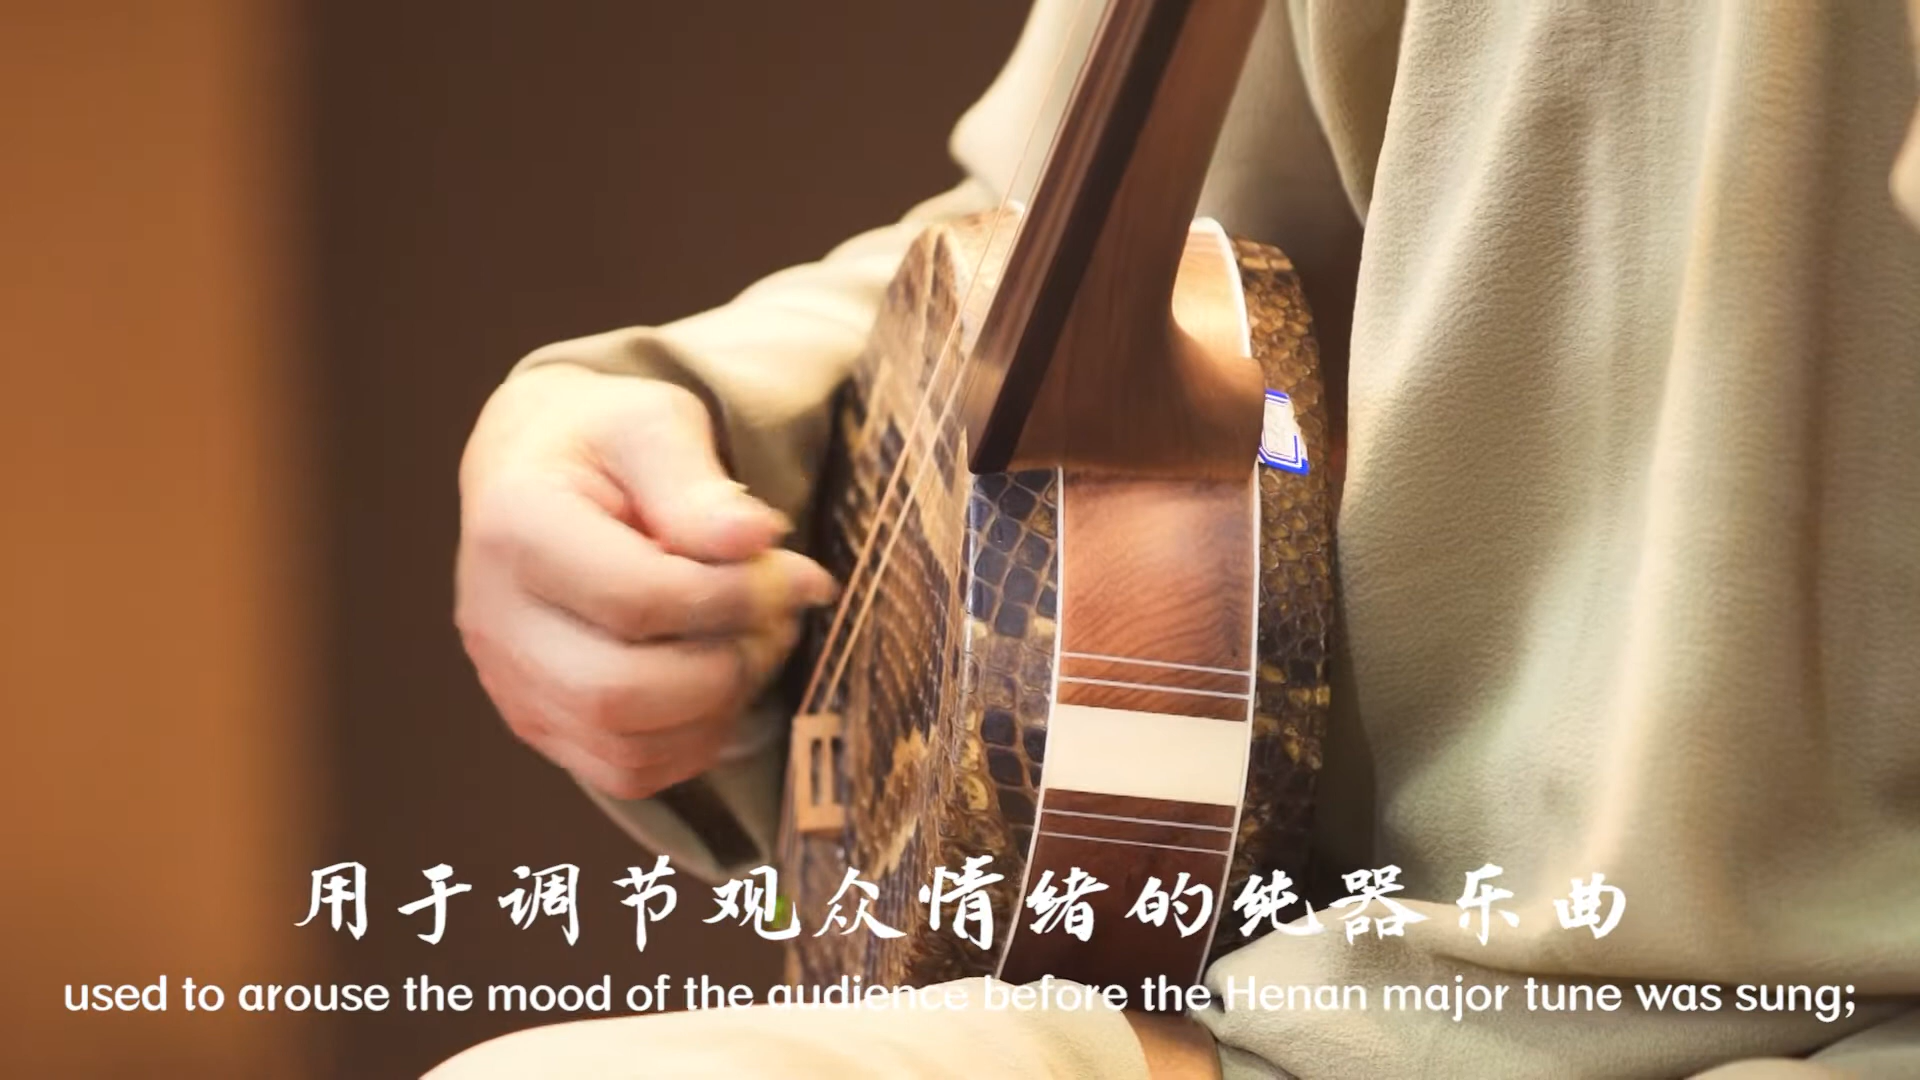 用于调节观众情绪的纯器乐曲
used to arouse the mood of the audience before the Henan major tune was sung;